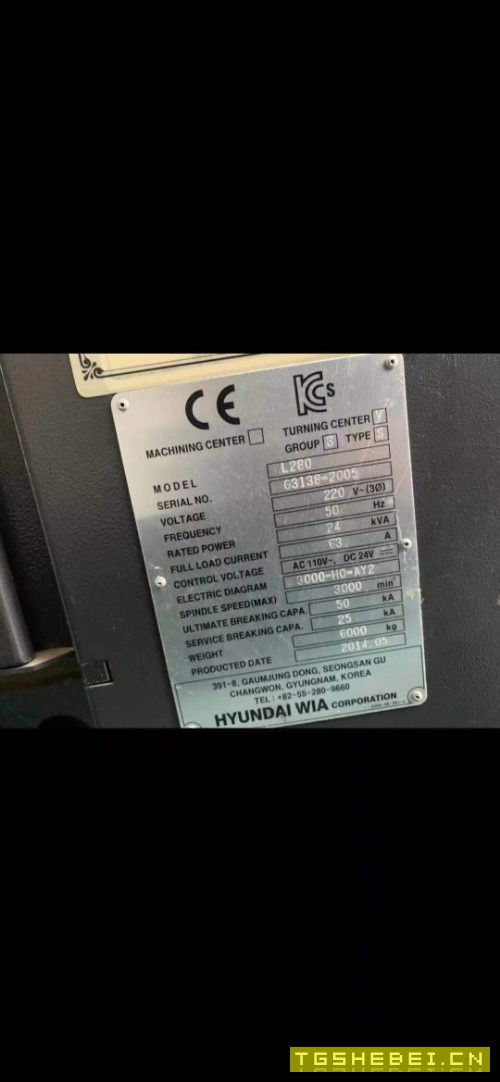 CE KCs
MACHINING CENTER TURNING CENTER V
GROUP 3 TYPE S
MODEL L280
SERIAL NO. G3138-2005
VOLTAGE 220 V~(3Ø)
FREQUENCY 50 Hz
RATED POWER 24 kVA
FULL LOAD CURRENT 63 A
CONTROL VOLTAGE AC 110V~, DC 24V
ELECTRIC DIAGRAM 3000-H0-AY2
SPINDLE SPEED(MAX) 3000 min
ULTIMATE BREAKING CAPA. 50 kA
SERVICE BREAKING CAPA. 25 kA
WEIGHT 6000 kg
PRODUCTED DATE 2014.05
391-8, GAUMJUNG DONG, SEONGSAN GU
CHANGWON, GYUNGNAM, KOREA
TEL : +82-55-280-9660
HYUNDAI WIA CORPORATION
TGSHEBEI.CN